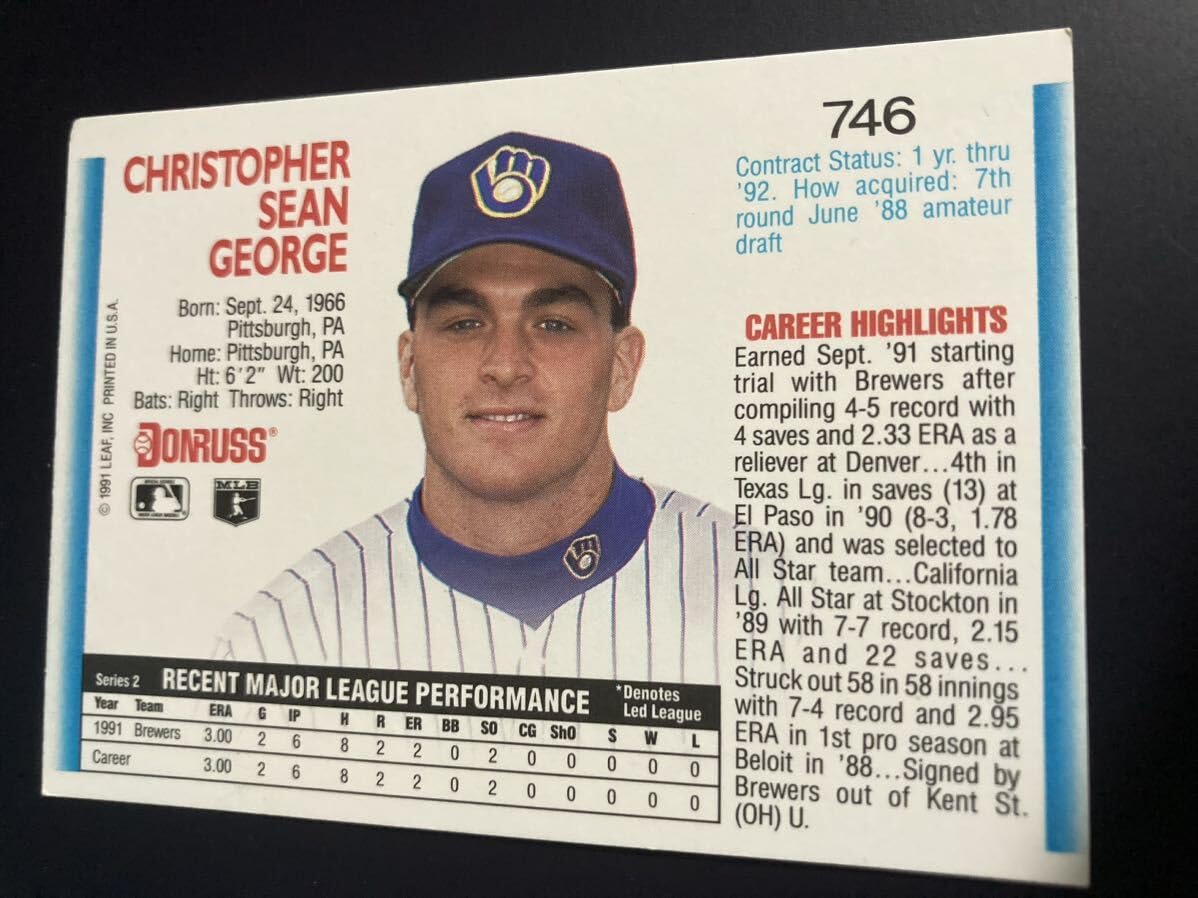 746
CHRISTOPHER
SEAN
GEORGE
Born: Sept. 24, 1966
Pittsburgh, PA
Home: Pittsburgh, PA
Ht: 6'2" Wt: 200
Bats: Right Throws: Right
DONRUSS®
MLB
© 1991 LEAF, INC PRINTED IN U.S.A.
Contract Status: 1 yr. thru
'92. How acquired: 7th
round June '88 amateur
draft
CAREER HIGHLIGHTS
Earned Sept. '91 starting
trial with Brewers after
compiling 4-5 record with
4 saves and 2.33 ERA as a
reliever at Denver...4th in
Texas Lg. in saves (13) at
El Paso in '90 (8-3, 1.78
ERA) and was selected to
All Star team...California
Lg. All Star at Stockton in
'89 with 7-7 record, 2.15
ERA and 22 saves...
Struck out 58 in 58 innings
with 7-4 record and 2.95
ERA in 1st pro season at
Beloit in '88...Signed by
Brewers out of Kent St.
(OH) U.
Series 2 RECENT MAJOR LEAGUE PERFORMANCE *Denotes
Led League
Year Team ERA G IP H R ER BB SO CG ShO S W L
1991 Brewers 3.00 2 6 8 2 2 0 2 0 0 0 0 0
Career 3.00 2 6 8 2 2 0 2 0 0 0 0 0